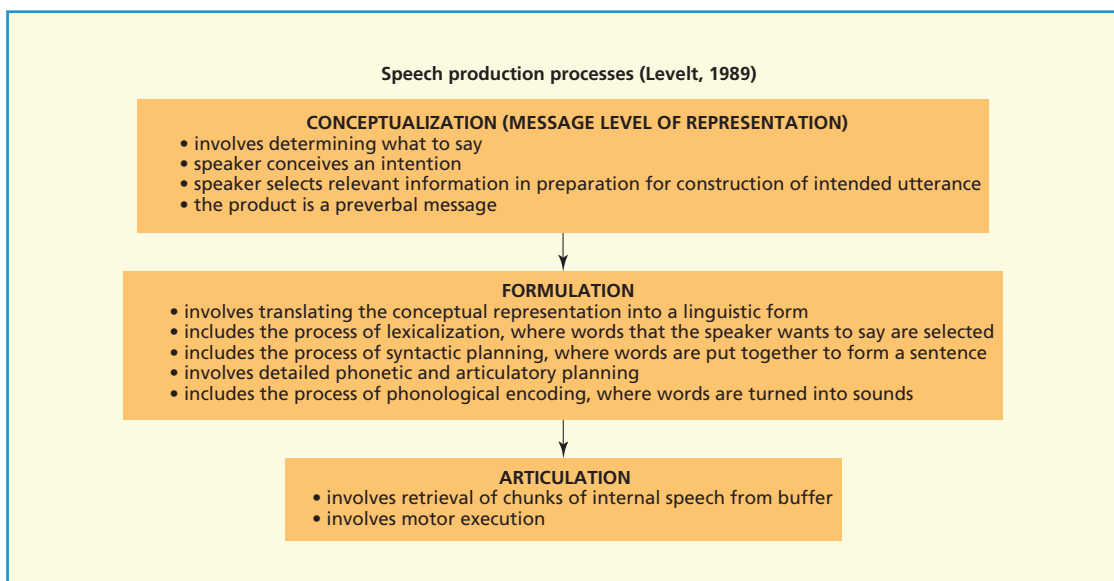 Speech production processes (Levelt, 1989)
CONCEPTUALIZATION (MESSAGE LEVEL OF REPRESENTATION)
• involves determining what to say
• speaker conceives an intention
• speaker selects relevant information in preparation for construction of intended utterance
• the product is a preverbal message
FORMULATION
• involves translating the conceptual representation into a linguistic form
• includes the process of lexicalization, where words that the speaker wants to say are selected
• includes the process of syntactic planning, where words are put together to form a sentence
• involves detailed phonetic and articulatory planning
• includes the process of phonological encoding, where words are turned into sounds
ARTICULATION
• involves retrieval of chunks of internal speech from buffer
• involves motor execution